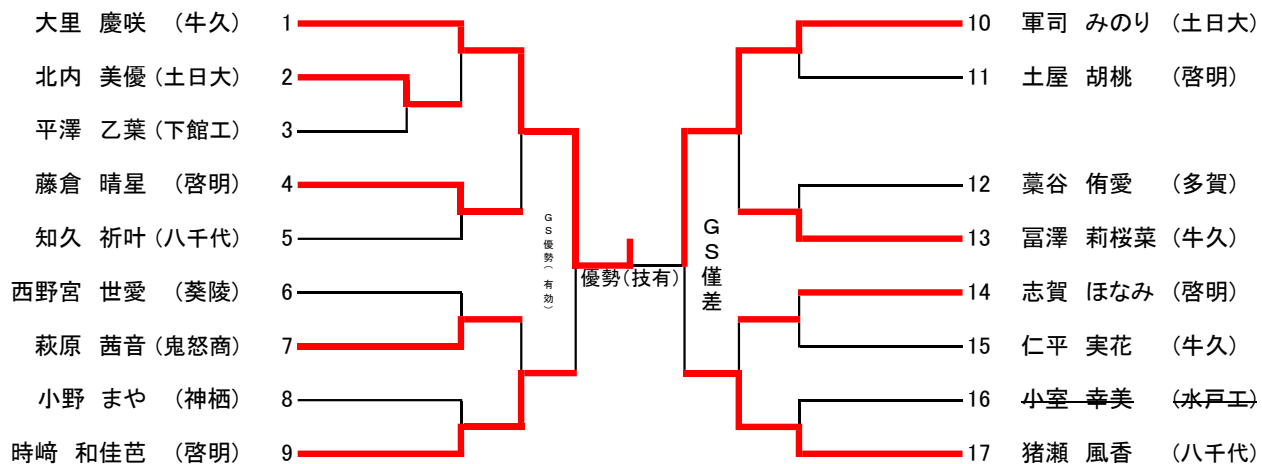 大里 慶咲 (牛久) 1
北内 美優 (土日大) 2
平澤 乙葉 (下館工) 3
藤倉 晴星 (啓明) 4
知久 祈叶 (八千代) 5
西野宮 世愛 (葵陵) 6
萩原 茜音 (鬼怒商) 7
小野 まや (神栖) 8
時﨑 和佳芭 (啓明) 9
GS優勢(有効)
優勢(技有)
GS僅差
10 軍司 みのり (土日大)
11 土屋 胡桃 (啓明)
12 藁谷 侑愛 (多賀)
13 冨澤 莉桜菜 (牛久)
14 志賀 ほなみ (啓明)
15 仁平 実花 (牛久)
16 小室 幸美 (水戸工)
17 猪瀬 風香 (八千代)